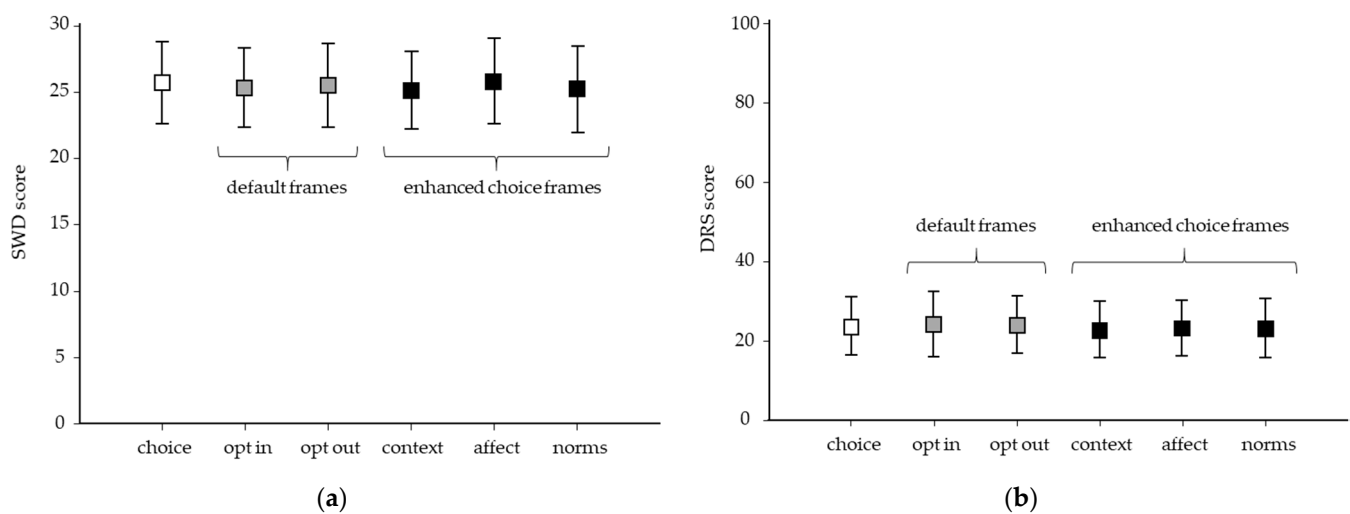 30
25
20
15
10
5
0
SWD score
default frames
enhanced choice frames
choice
opt in
opt out
context
affect
norms
(a)
100
80
60
40
20
0
DRS score
default frames
enhanced choice frames
choice
opt in
opt out
context
affect
norms
(b)